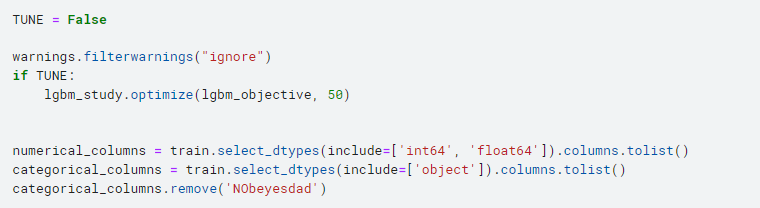 TUNE = False
warnings.filterwarnings("ignore")
if TUNE:
    lgbm_study.optimize(lgbm_objective, 50)
numerical_columns = train.select_dtypes(include=['int64', 'float64']).columns.tolist()
categorical_columns = train.select_dtypes(include=['object']).columns.tolist()
categorical_columns.remove('NObeyesdad')